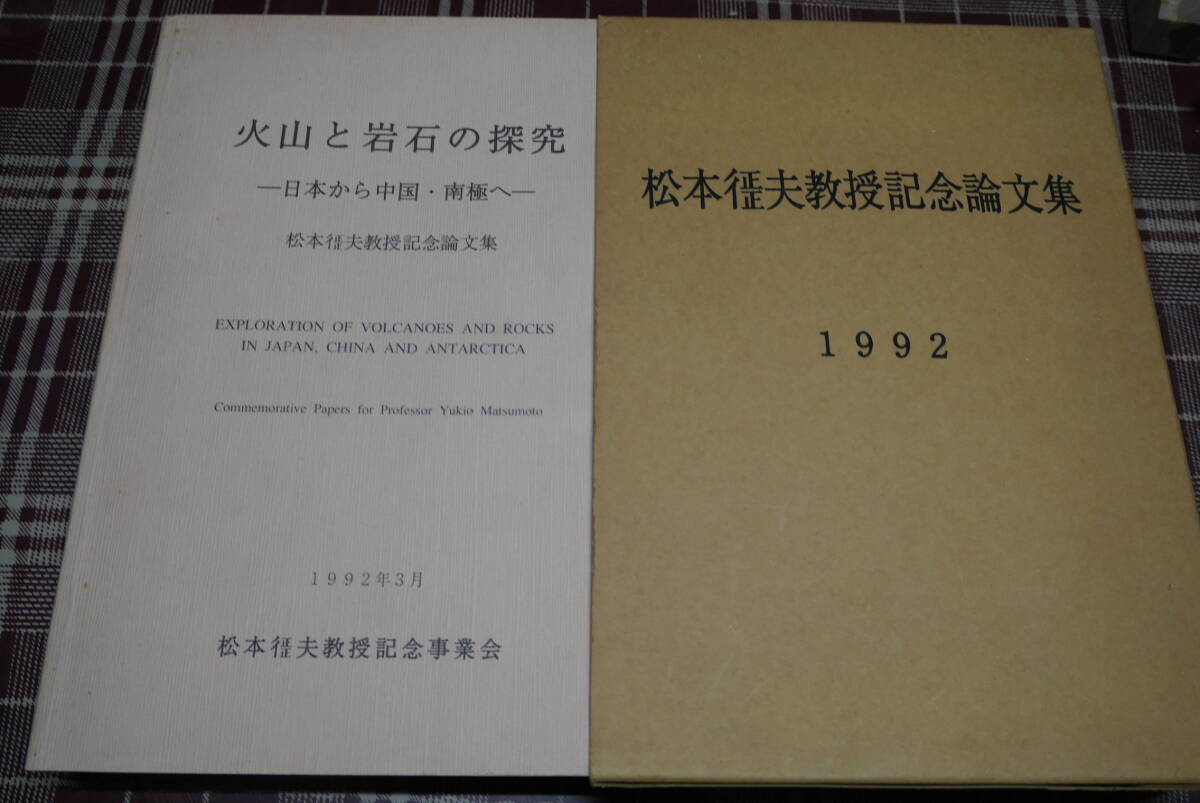 火山と岩石の探究
―日本から中国・南極へ―
松本徰夫教授記念論文集
EXPLORATION OF VOLCANOES AND ROCKS
IN JAPAN, CHINA AND ANTARCTICA
Commemorative Papers for Professor Yukio Matsumoto
1992年3月
松本徰夫教授記念事業会
松本徰夫教授記念論文集
1992